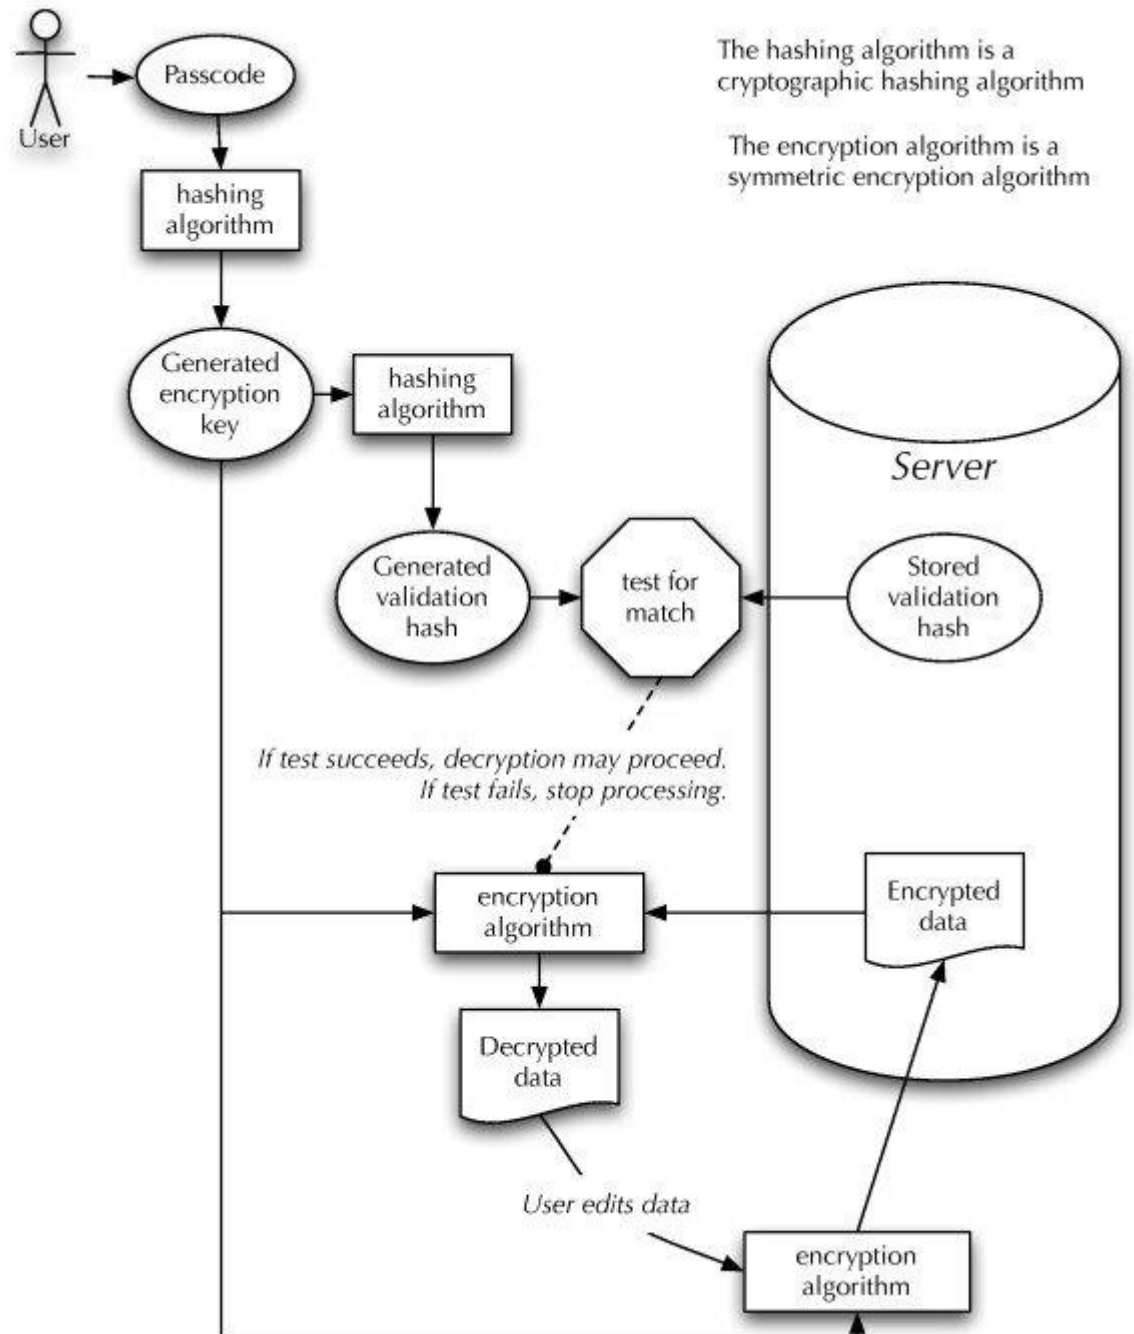 The hashing algorithm is a
cryptographic hashing algorithm
The encryption algorithm is a
symmetric encryption algorithm
User
Passcode
hashing
algorithm
Generated
encryption
key
hashing
algorithm
Server
Generated
validation
hash
test for
match
Stored
validation
hash
If test succeeds, decryption may proceed.
If test fails, stop processing.
encryption
algorithm
Encrypted
data
Decrypted
data
User edits data
encryption
algorithm